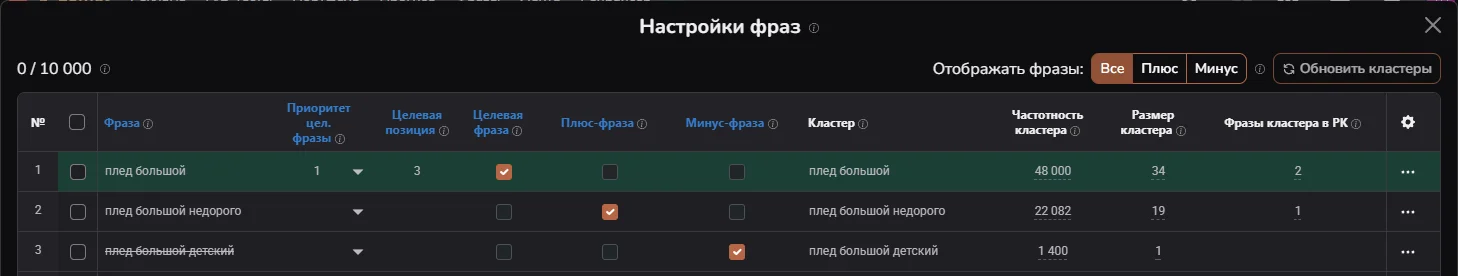 Настройки фраз
0 / 10 000
Отображать фразы: Все Плюс Минус Обновить кластеры
№ Фраза Приоритет цел. фразы Целевая позиция Целевая фраза Плюс-фраза Минус-фраза Кластер Частотность кластера Размер кластера Фразы кластера в РК
1 плед большой 1 3 плед большой 48 000 34 2
2 плед большой недорого плед большой недорого 22 082 19 1
3 плед большой детский плед большой детский 1 400 1